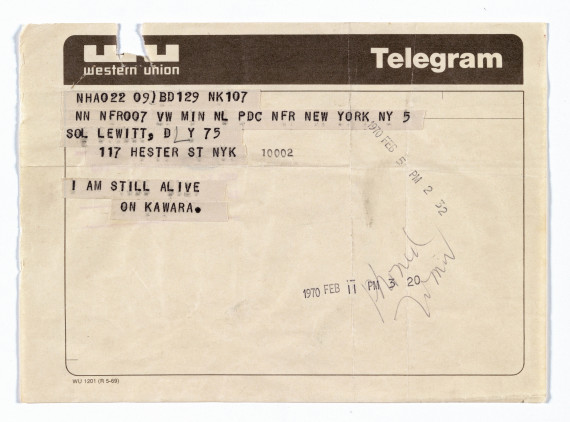 western union
Telegram
NHA022 09)BD129 NK107
NN NFR007 VW MIN NL PDC NFR NEW YORK NY 5
SOL LEWITT, DLY 75
117 HESTER ST NYK 10002
1970 FEB 5 PM 2 32
I AM STILL ALIVE
ON KAWARA.
1970 FEB 11 PM 3 20
phoned
WU 1201 (R 5-69)